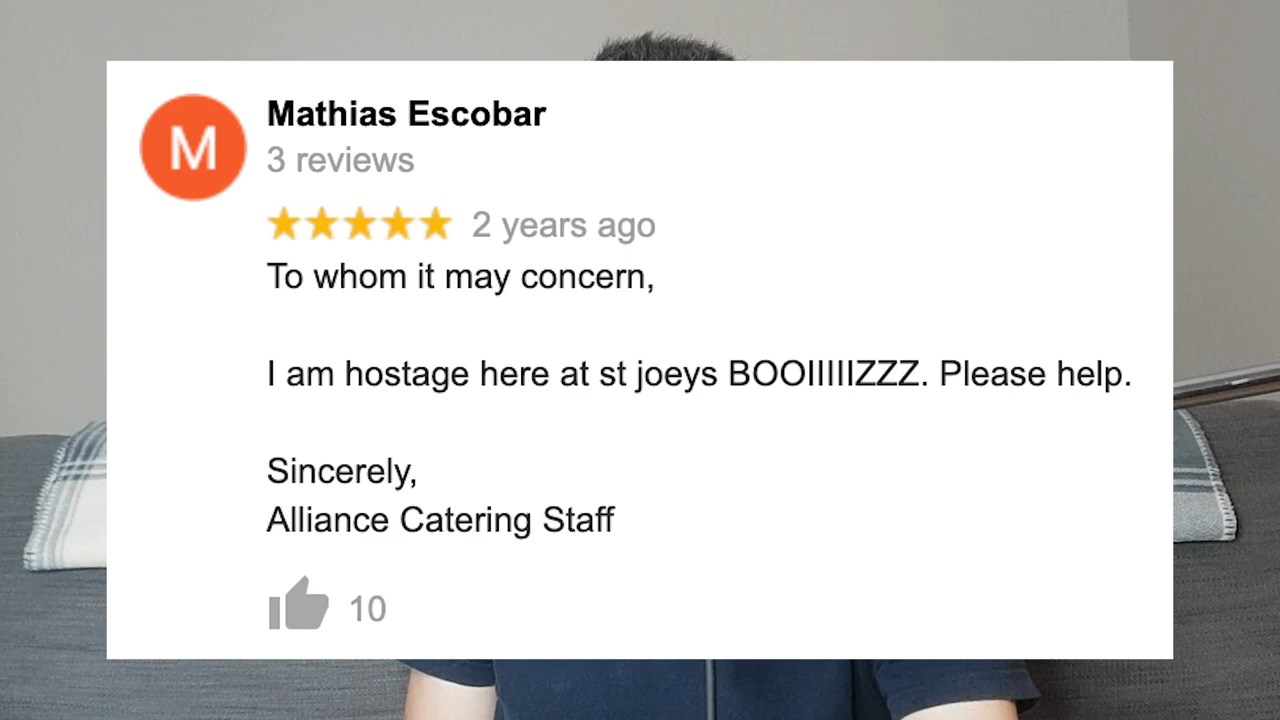 M
Mathias Escobar
3 reviews
2 years ago
To whom it may concern,
I am hostage here at st joeys BOOIIIIIZZZ. Please help.
Sincerely,
Alliance Catering Staff
10